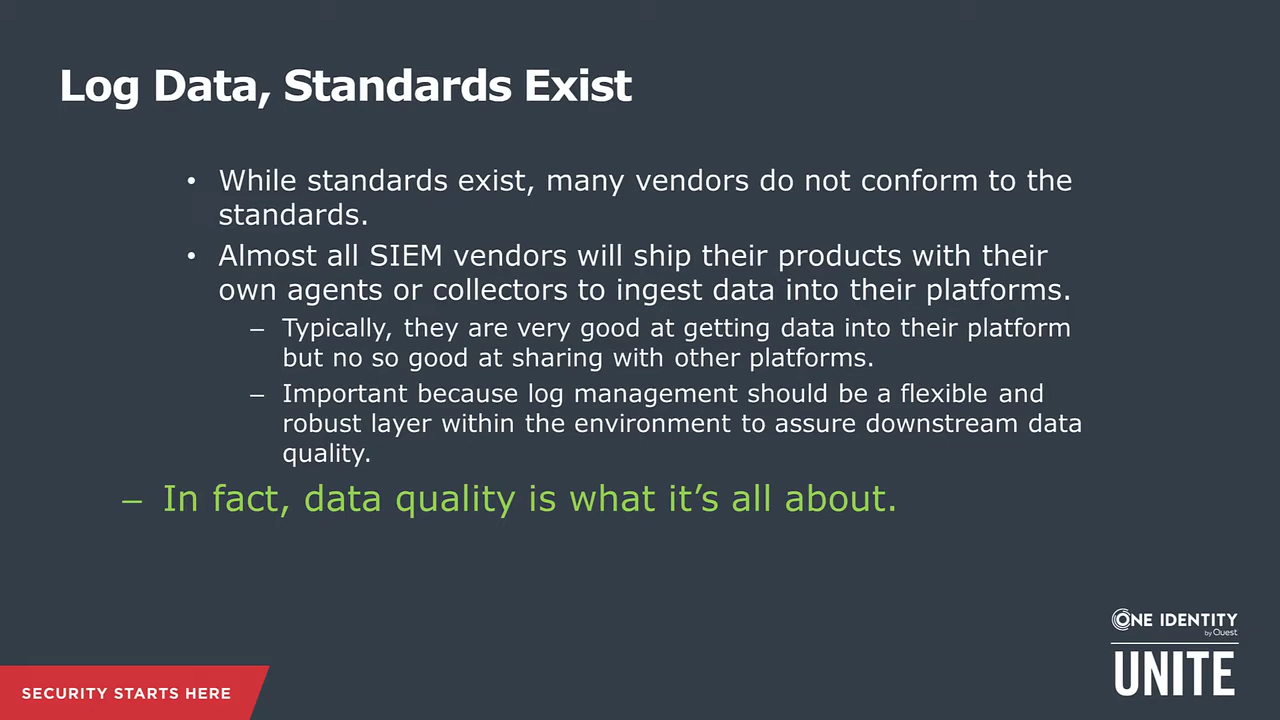 Log Data, Standards Exist
• While standards exist, many vendors do not conform to the
standards.
• Almost all SIEM vendors will ship their products with their
own agents or collectors to ingest data into their platforms.
– Typically, they are very good at getting data into their platform
but no so good at sharing with other platforms.
– Important because log management should be a flexible and
robust layer within the environment to assure downstream data
quality.
– In fact, data quality is what it’s all about.
ONE IDENTITY
by Quest
UNITE
SECURITY STARTS HERE